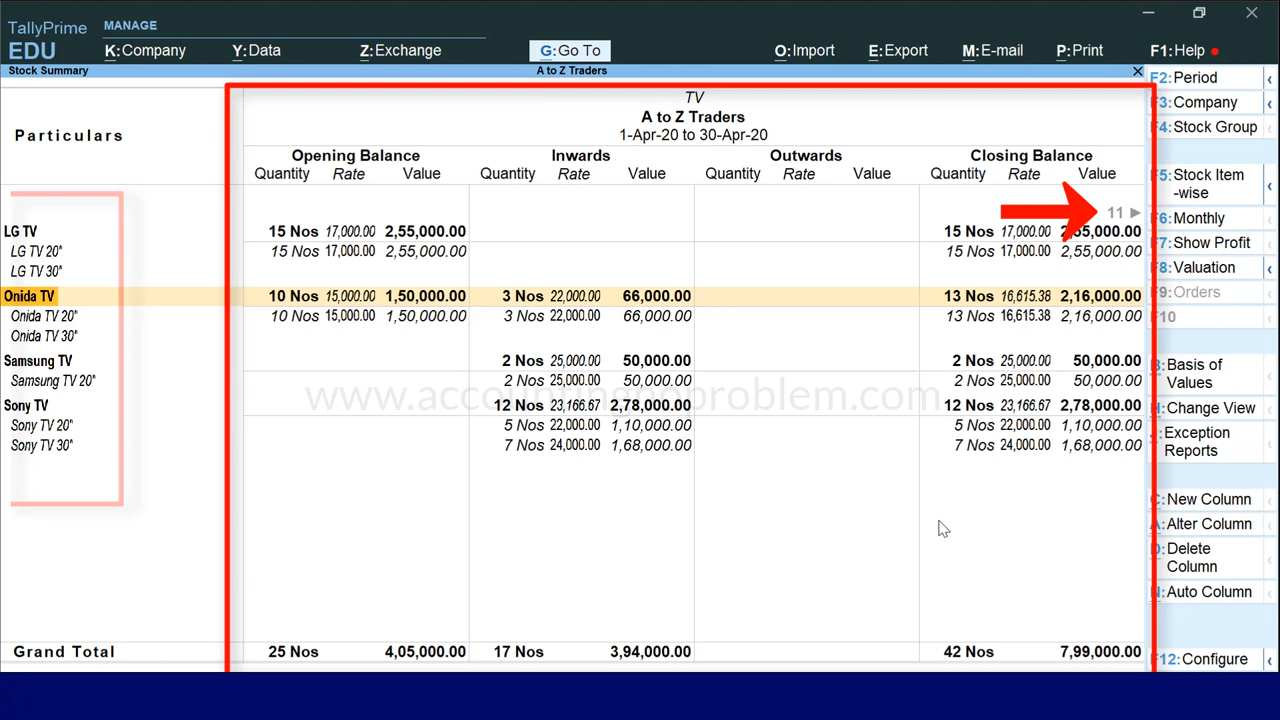 TallyPrime MANAGE
EDU K:Company Y:Data Z:Exchange G:Go To O:Import E:Export M:E-mail P:Print F1:Help
Stock Summary A to Z Traders
Particulars
TV
A to Z Traders
1-Apr-20 to 30-Apr-20
Opening Balance Inwards Outwards Closing Balance
Quantity Rate Value Quantity Rate Value Quantity Rate Value Quantity Rate Value
11
LG TV 15 Nos 17,000.00 2,55,000.00 15 Nos 17,000.00 2,55,000.00
LG TV 20" 15 Nos 17,000.00 2,55,000.00 15 Nos 17,000.00 2,55,000.00
LG TV 30"
Onida TV 10 Nos 15,000.00 1,50,000.00 3 Nos 22,000.00 66,000.00 13 Nos 16,615.38 2,16,000.00
Onida TV 20" 10 Nos 15,000.00 1,50,000.00 3 Nos 22,000.00 66,000.00 13 Nos 16,615.38 2,16,000.00
Onida TV 30"
Samsung TV 2 Nos 25,000.00 50,000.00 2 Nos 25,000.00 50,000.00
Samsung TV 20" 2 Nos 25,000.00 50,000.00 2 Nos 25,000.00 50,000.00
www.accountingnoproblem.com
Sony TV 12 Nos 23,166.67 2,78,000.00 12 Nos 23,166.67 2,78,000.00
Sony TV 20" 5 Nos 22,000.00 1,10,000.00 5 Nos 22,000.00 1,10,000.00
Sony TV 30" 7 Nos 24,000.00 1,68,000.00 7 Nos 24,000.00 1,68,000.00
Grand Total 25 Nos 4,05,000.00 17 Nos 3,94,000.00 42 Nos 7,99,000.00
F2:Period
F3:Company
F4:Stock Group
F5:Stock Item
-wise
F6:Monthly
F7:Show Profit
F8:Valuation
F9:Orders
F10
B:Basis of
Values
H:Change View
Exception
Reports
C:New Column
A:Alter Column
D:Delete
Column
N:Auto Column
F12:Configure